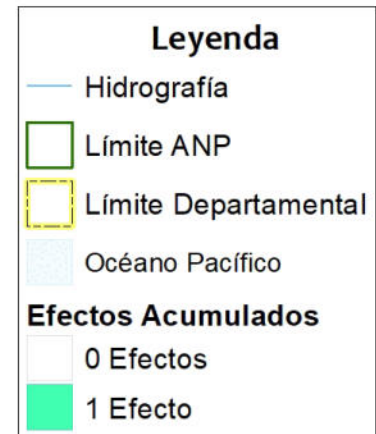 Leyenda
Hidrografía
Límite ANP
Límite Departamental
Océano Pacífico
Efectos Acumulados
0 Efectos
1 Efecto